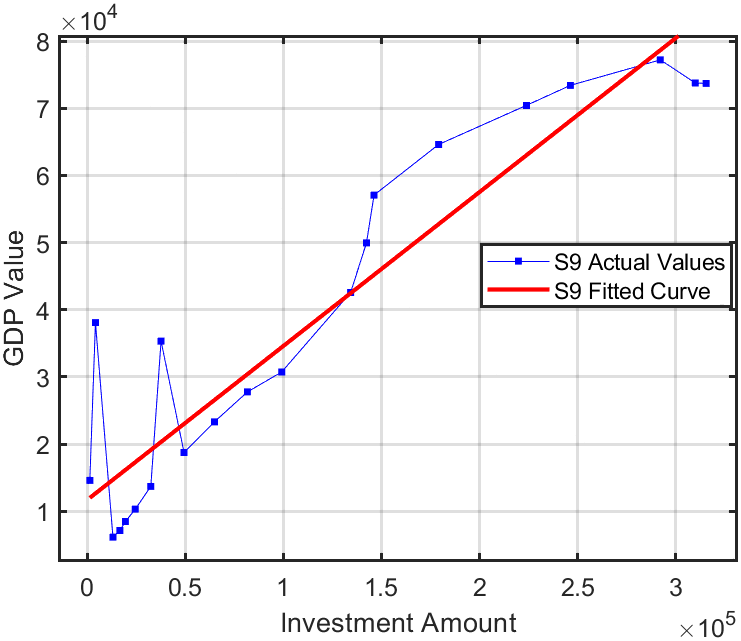 ×10⁴
8
7
6
5
4
3
2
1
GDP Value
S9 Actual Values
S9 Fitted Curve
0 0.5 1 1.5 2 2.5 3
Investment Amount
×10⁵